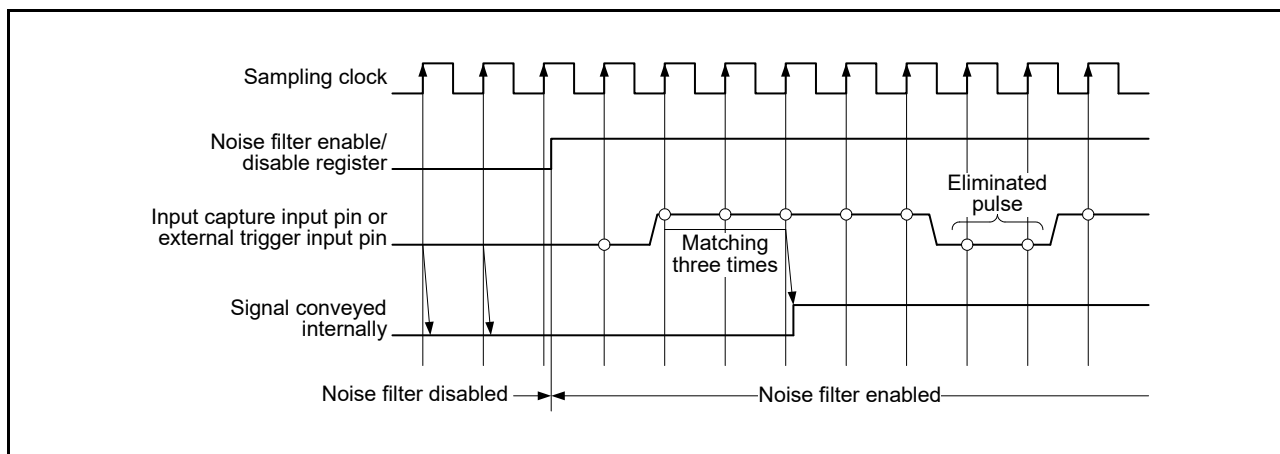 Sampling clock
Noise filter enable/
disable register
Input capture input pin or
external trigger input pin
Eliminated
pulse
Matching
three times
Signal conveyed
internally
Noise filter disabled
Noise filter enabled